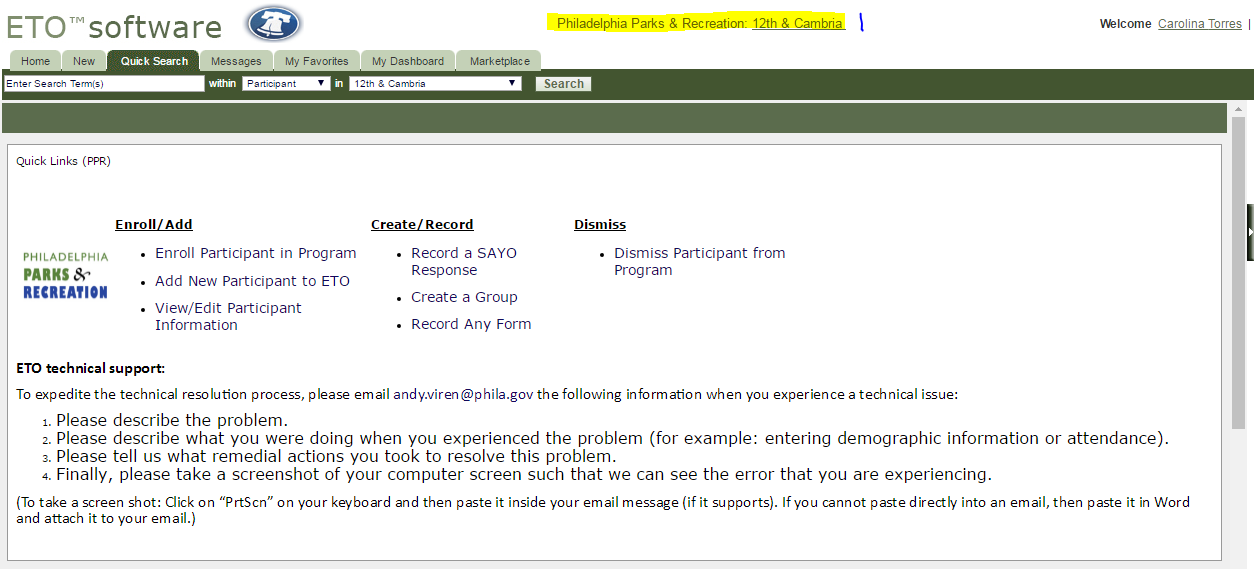 ETO™software
Philadelphia Parks & Recreation: 12th & Cambria
Welcome Carolina Torres |
Home New Quick Search Messages My Favorites My Dashboard Marketplace
Enter Search Term(s) within Participant in 12th & Cambria Search
Quick Links (PPR)
PHILADELPHIA
PARKS &
RECREATION
Enroll/Add
• Enroll Participant in Program
• Add New Participant to ETO
• View/Edit Participant
Information
Create/Record
• Record a SAYO
Response
• Create a Group
• Record Any Form
Dismiss
• Dismiss Participant from
Program
ETO technical support:
To expedite the technical resolution process, please email andy.viren@phila.gov the following information when you experience a technical issue:
1. Please describe the problem.
2. Please describe what you were doing when you experienced the problem (for example: entering demographic information or attendance).
3. Please tell us what remedial actions you took to resolve this problem.
4. Finally, please take a screenshot of your computer screen such that we can see the error that you are experiencing.
(To take a screen shot: Click on “PrtScn” on your keyboard and then paste it inside your email message (if it supports). If you cannot paste directly into an email, then paste it in Word
and attach it to your email.)